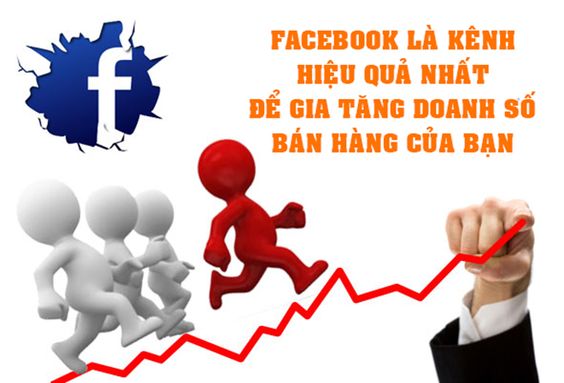 f
FACEBOOK LÀ KÊNH
HIỆU QUẢ NHẤT
ĐỂ GIA TĂNG DOANH SỐ
BÁN HÀNG CỦA BẠN